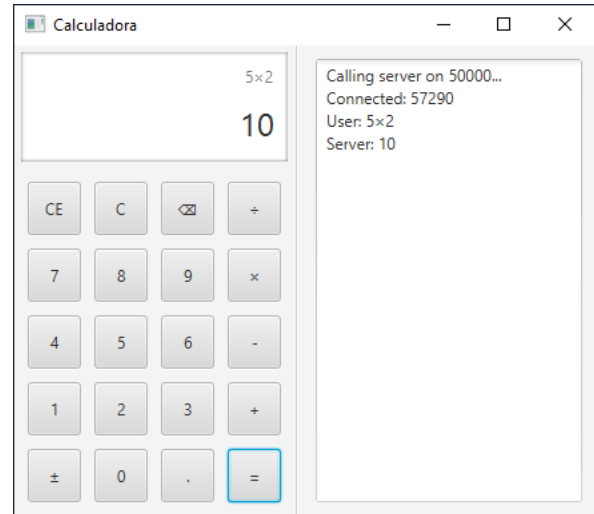 Calculadora
5×2
10
CE C ⌫ ÷
7 8 9 ×
4 5 6 -
1 2 3 +
± 0 . =
Calling server on 50000...
Connected: 57290
User: 5×2
Server: 10